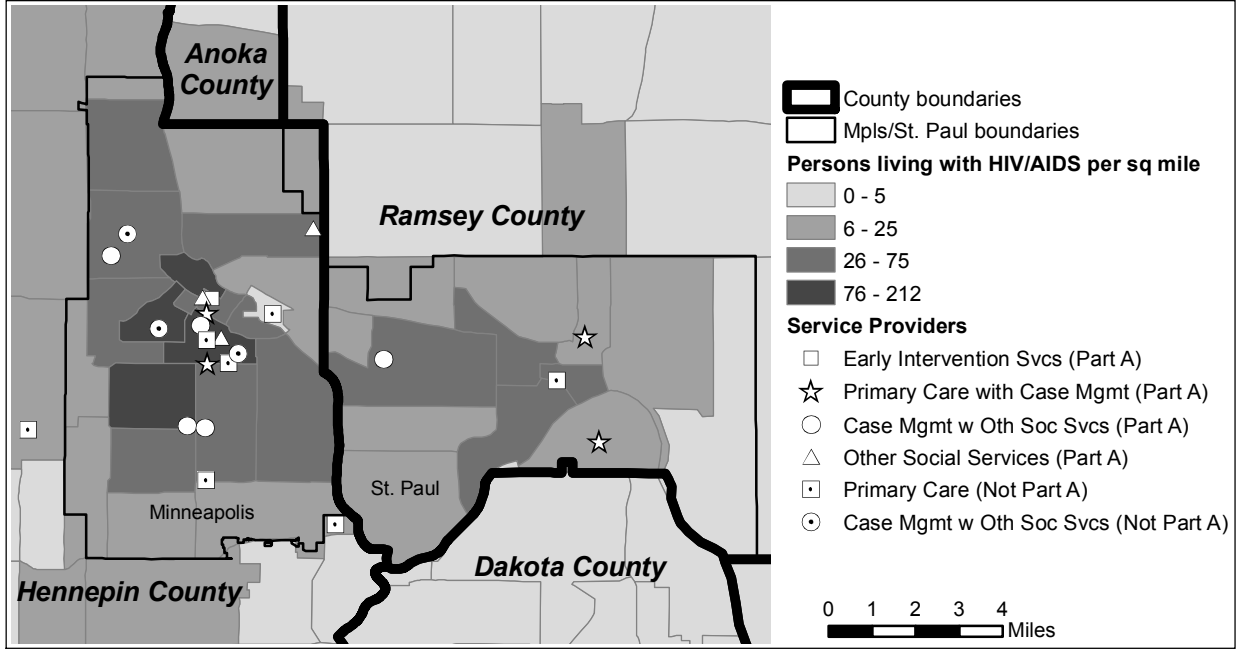 Anoka
County
Ramsey County
St. Paul
Minneapolis
Hennepin County
Dakota County
County boundaries
Mpls/St. Paul boundaries
Persons living with HIV/AIDS per sq mile
0 - 5
6 - 25
26 - 75
76 - 212
Service Providers
Early Intervention Svcs (Part A)
Primary Care with Case Mgmt (Part A)
Case Mgmt w Oth Soc Svcs (Part A)
Other Social Services (Part A)
Primary Care (Not Part A)
Case Mgmt w Oth Soc Svcs (Not Part A)
0 1 2 3 4
Miles